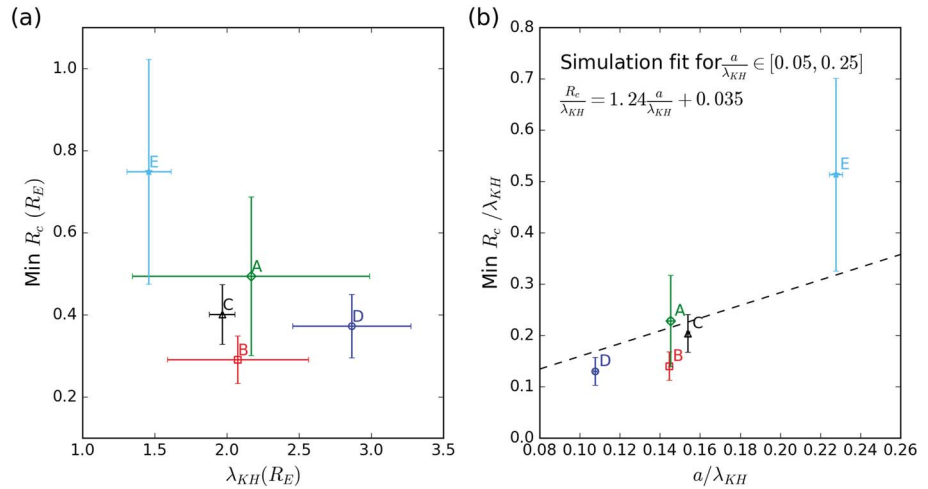 (a)
Min R_c (R_E)
1.0
0.8
0.6
0.4
0.2
E
A
C
D
B
1.0 1.5 2.0 2.5 3.0 3.5
λ_KH(R_E)
(b)
Min R_c /λ_KH
0.8
0.7
0.6
0.5
0.4
0.3
0.2
0.1
0.0
Simulation fit for a/λ_KH ∈ [0.05, 0.25]
R_c/λ_KH = 1.24 a/λ_KH + 0.035
E
A
C
B
D
0.08 0.10 0.12 0.14 0.16 0.18 0.20 0.22 0.24 0.26
a/λ_KH